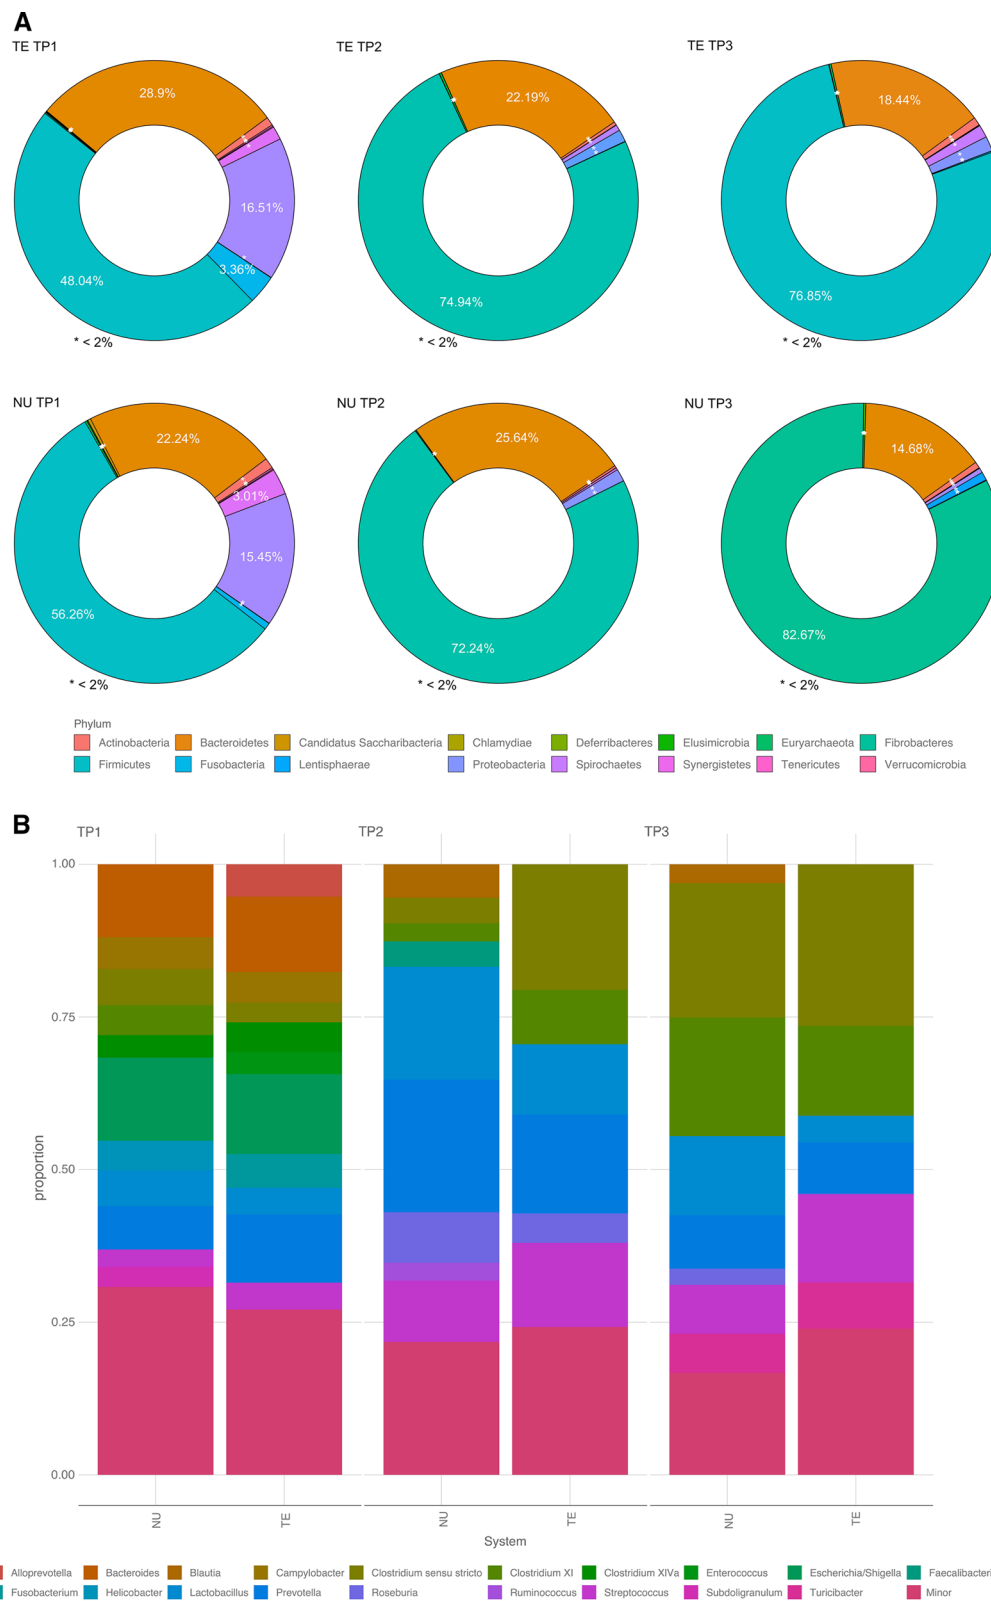 A
TE TP1
TE TP2
TE TP3
28.9%
22.19%
18.44%
16.51%
3.36%
48.04%
74.94%
76.85%
* < 2%
* < 2%
* < 2%
NU TP1
NU TP2
NU TP3
22.24%
25.64%
14.68%
3.01%
15.45%
56.26%
72.24%
82.67%
* < 2%
* < 2%
* < 2%
Phylum
Actinobacteria Bacteroidetes Candidatus Saccharibacteria Chlamydiae Deferribacteres Elusimicrobia Euryarchaeota Fibrobacteres
Firmicutes Fusobacteria Lentisphaerae Proteobacteria Spirochaetes Synergistetes Tenericutes Verrucomicrobia
B
TP1 TP2 TP3
1.00
0.75
0.50
0.25
0.00
proportion
NU TE NU TE NU TE
System
Alloprevotella Bacteroides Blautia Campylobacter Clostridium sensu stricto Clostridium XI Clostridium XIVa Enterococcus Escherichia/Shigella Faecalibacteri
Fusobacterium Helicobacter Lactobacillus Prevotella Roseburia Ruminococcus Streptococcus Subdoligranulum Turicibacter Minor